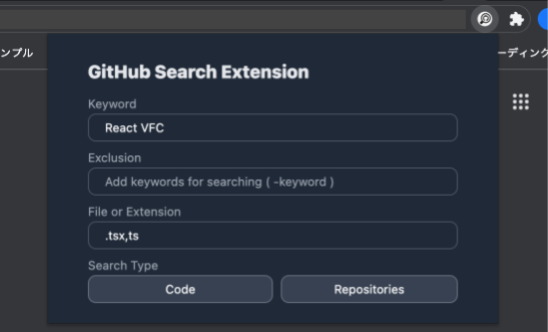 ンプル
ーディング
GitHub Search Extension
Keyword
React VFC
Exclusion
Add keywords for searching ( -keyword )
File or Extension
.tsx,ts
Search Type
Code
Repositories